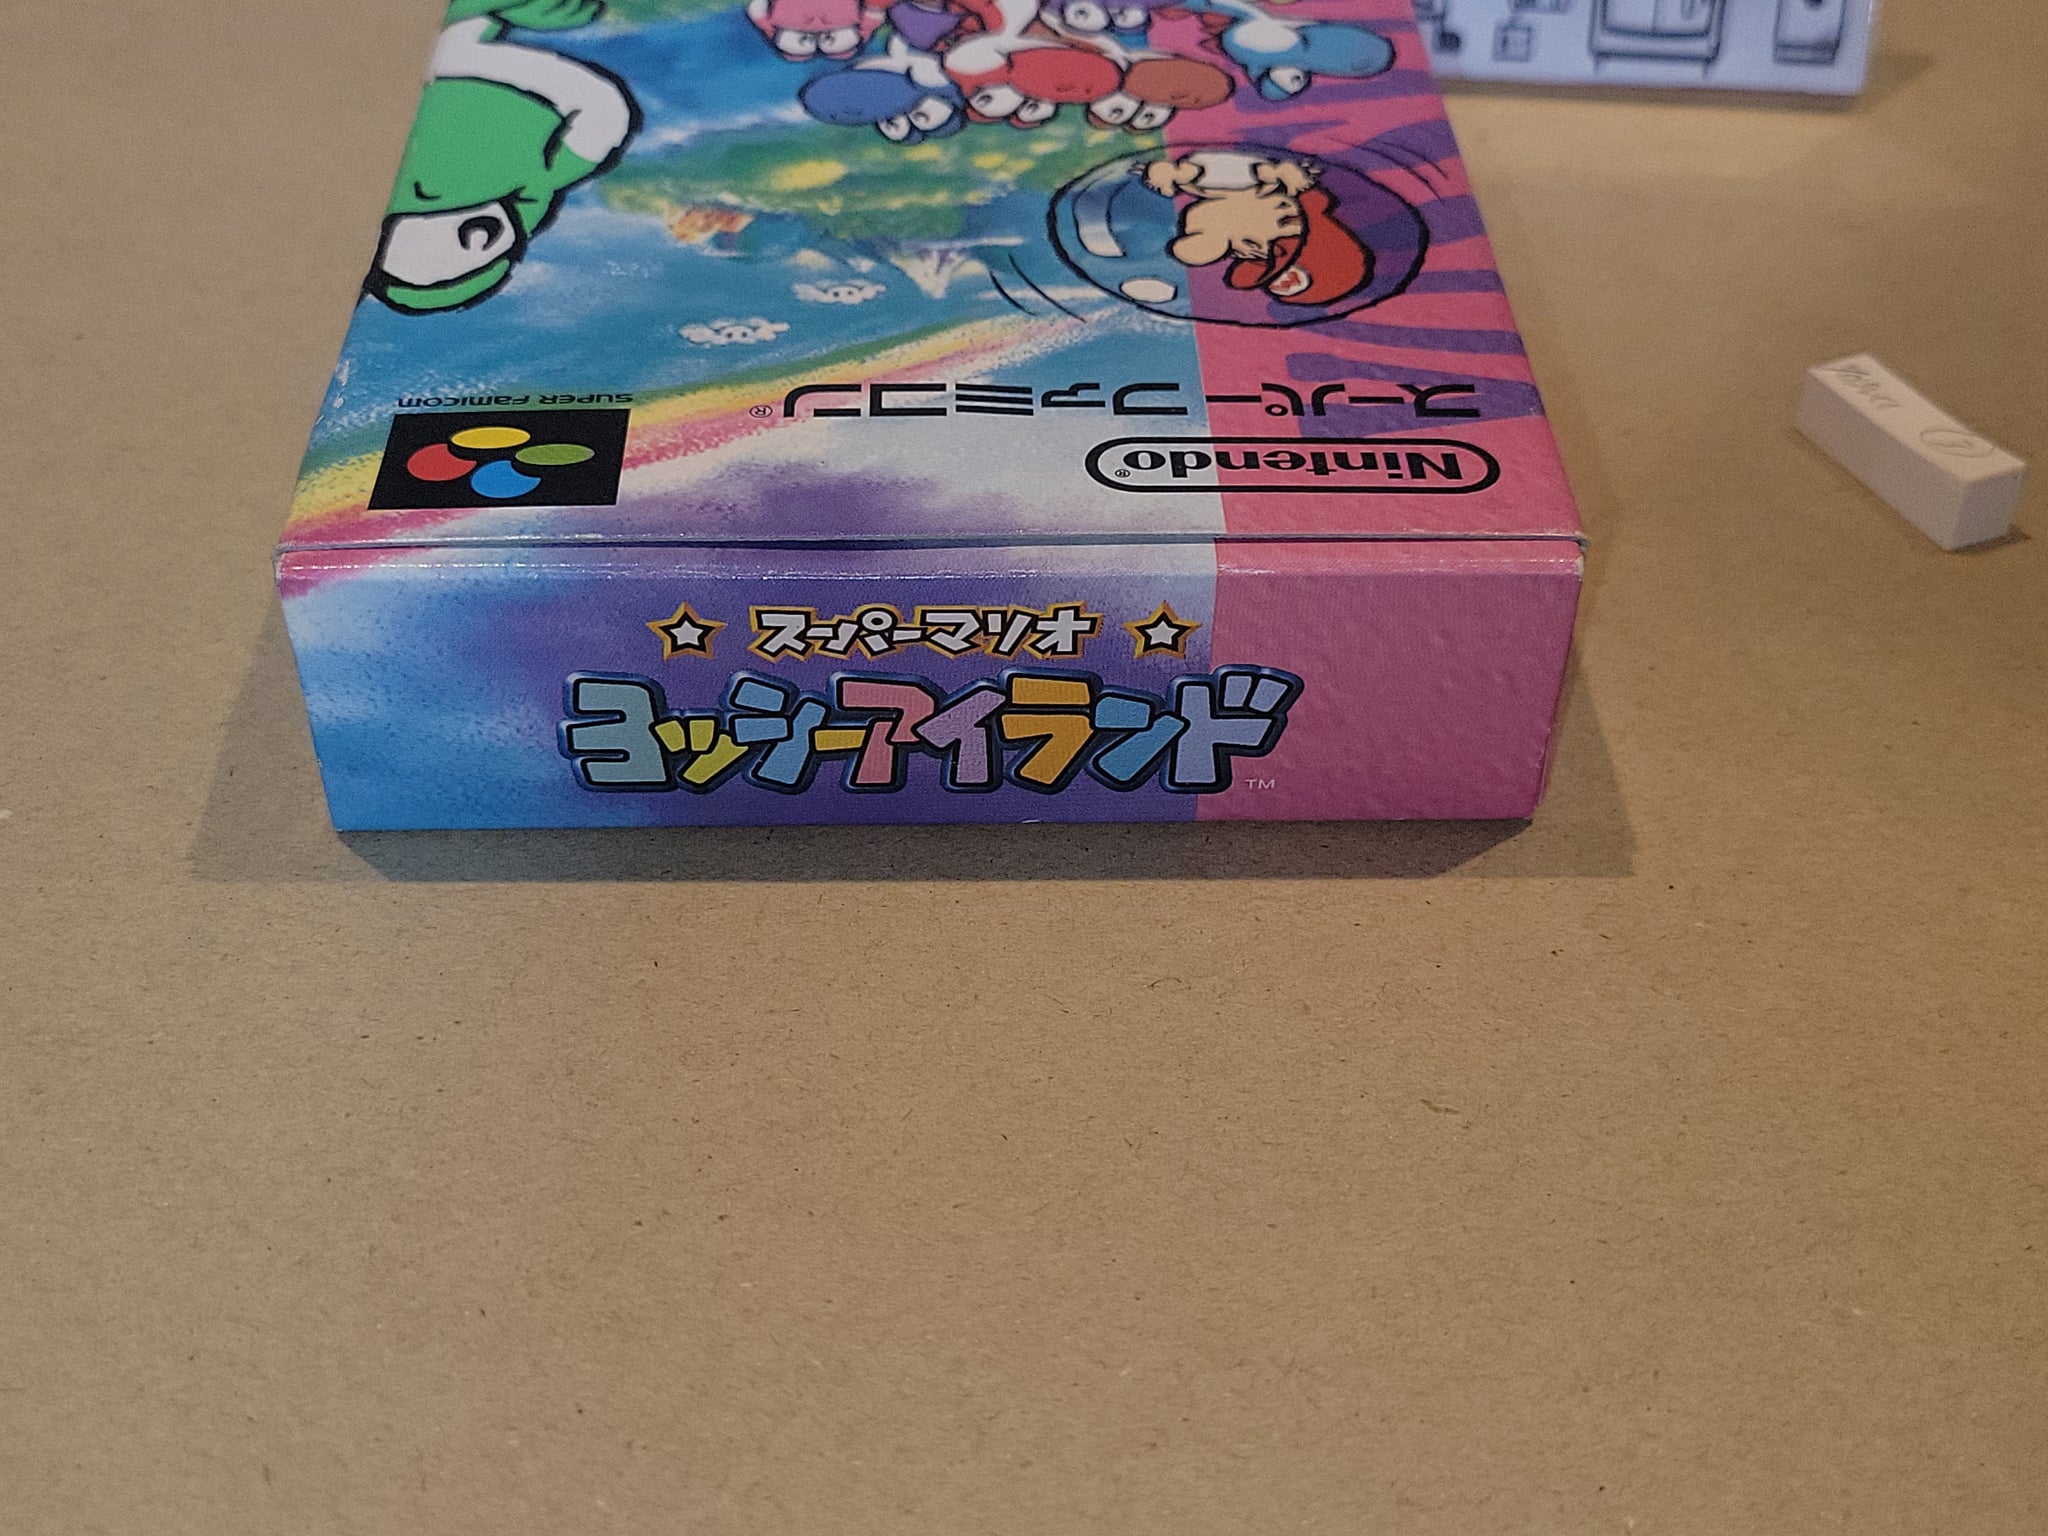 SUPER FAMICOM
スーパーファミコン®
Nintendo®
スーパーマリオ
ヨッシーアイランド™